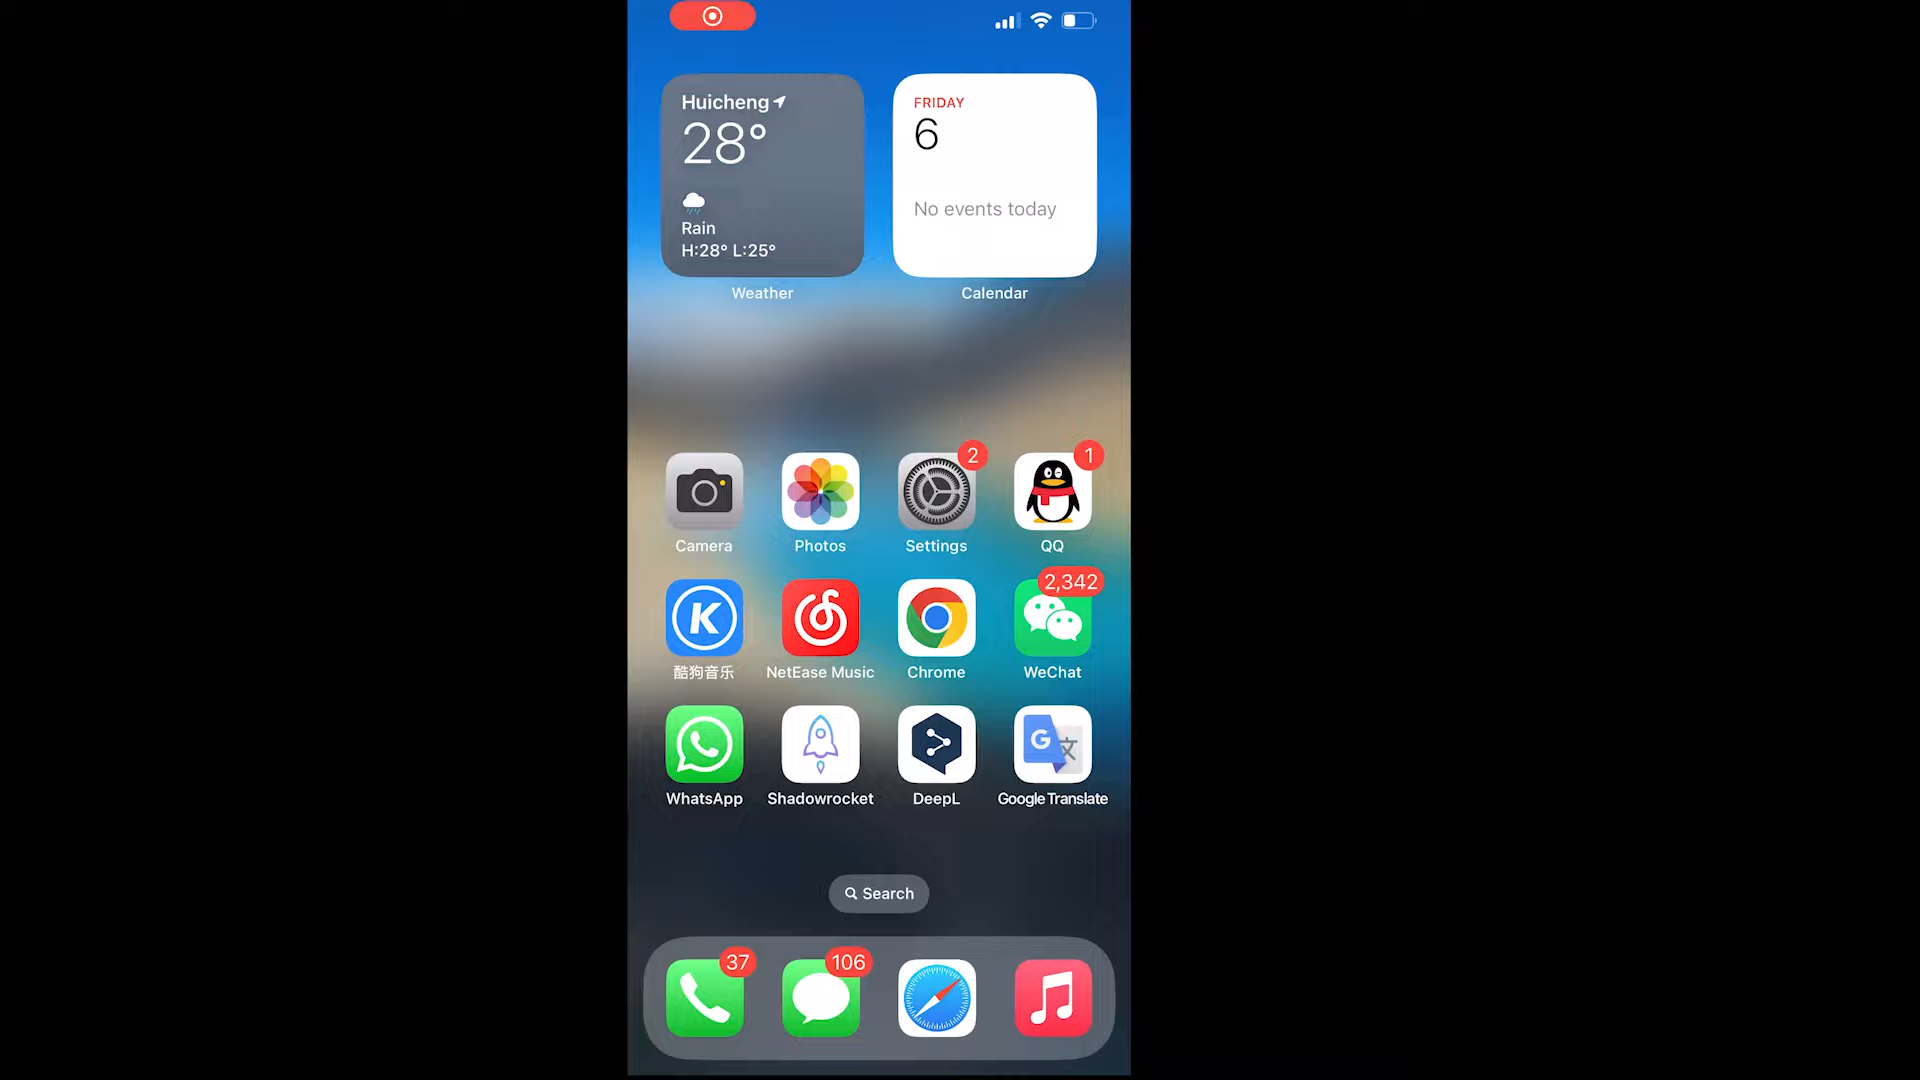 Huicheng
28°
Rain
H:28° L:25°
Weather
FRIDAY
6
No events today
Calendar
2
1
Camera
Photos
Settings
QQ
2,342
K
酷狗音乐
NetEase Music
Chrome
WeChat
G
文
WhatsApp
Shadowrocket
DeepL
Google Translate
Search
37
106